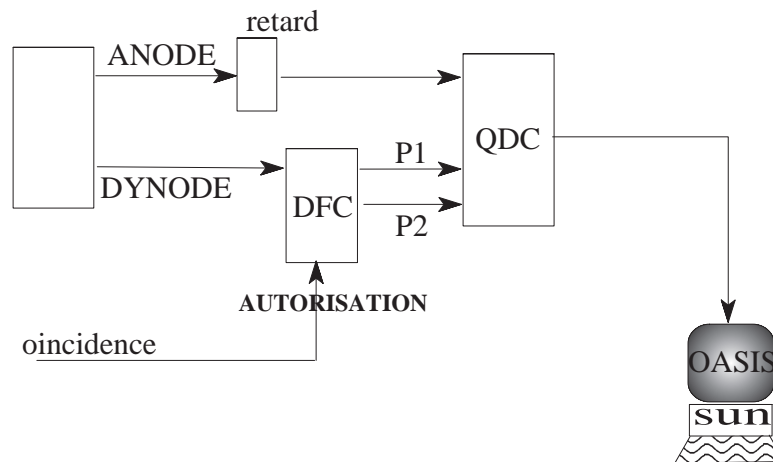 retard
ANODE
QDC
P1
DYNODE
DFC
P2
AUTORISATION
oincidence
OASIS
sun